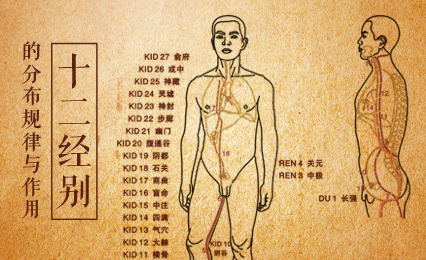 十二经别
的分布规律与作用
KID 27 俞府
KID 26 或中
KID 25 神藏
KID 24 灵墟
KID 23 神封
KID 22 步廊
KID 21 幽门
KID 20 腹通谷
KID 19 阴都
KID 18 石关
KID 17 商曲
KID 16
KID 15 中注
KID 14 四满
KID 13 气穴
KID 12 大赫
KID 11 横骨
KID 10
阴谷
17
16
REN 4 关元
REN 3 中极
DU 1 长强
12
14